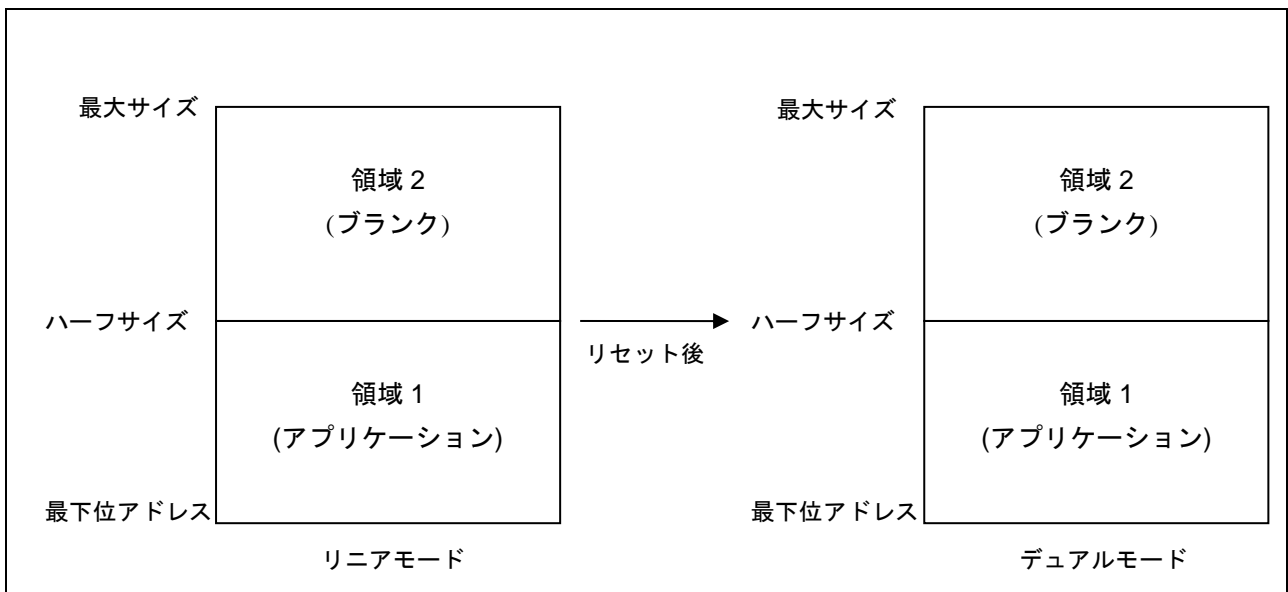 最大サイズ
領域 2
(ブランク)
ハーフサイズ
領域 1
(アプリケーション)
最下位アドレス
リニアモード
リセット後
最大サイズ
領域 2
(ブランク)
ハーフサイズ
領域 1
(アプリケーション)
最下位アドレス
デュアルモード